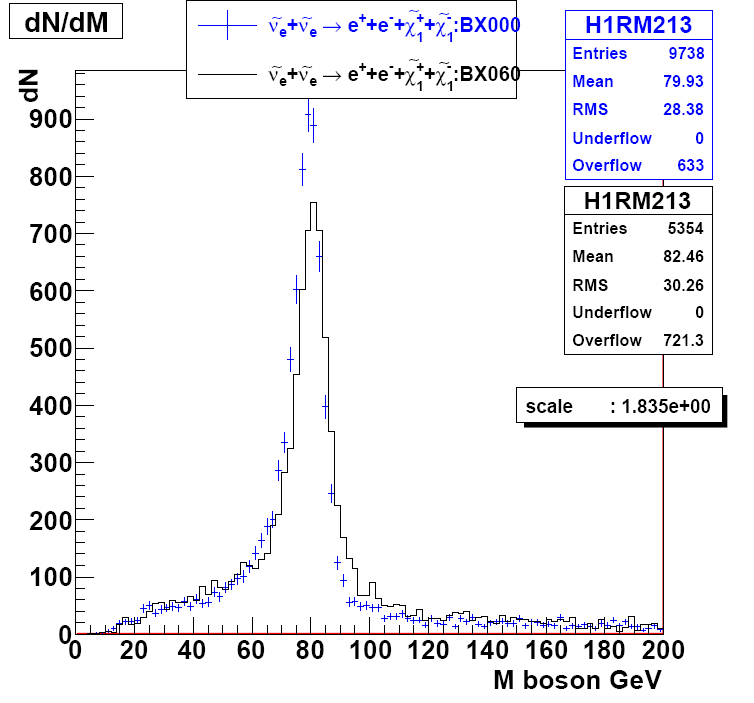 dN/dM
ν̃e+ν̃e → e⁺+e⁻+χ̃₁⁺+χ̃₁⁻:BX000
ν̃e+ν̃e → e⁺+e⁻+χ̃₁⁺+χ̃₁⁻:BX060
H1RM213
Entries 9738
Mean 79.93
RMS 28.38
Underflow 0
Overflow 633
H1RM213
Entries 5354
Mean 82.46
RMS 30.26
Underflow 0
Overflow 721.3
scale : 1.835e+00
dN
900
800
700
600
500
400
300
200
100
0
0 20 40 60 80 100 120 140 160 180 200
M boson GeV